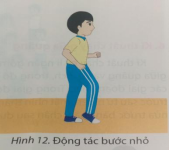 Hình 12. Động tác bước nhỏ